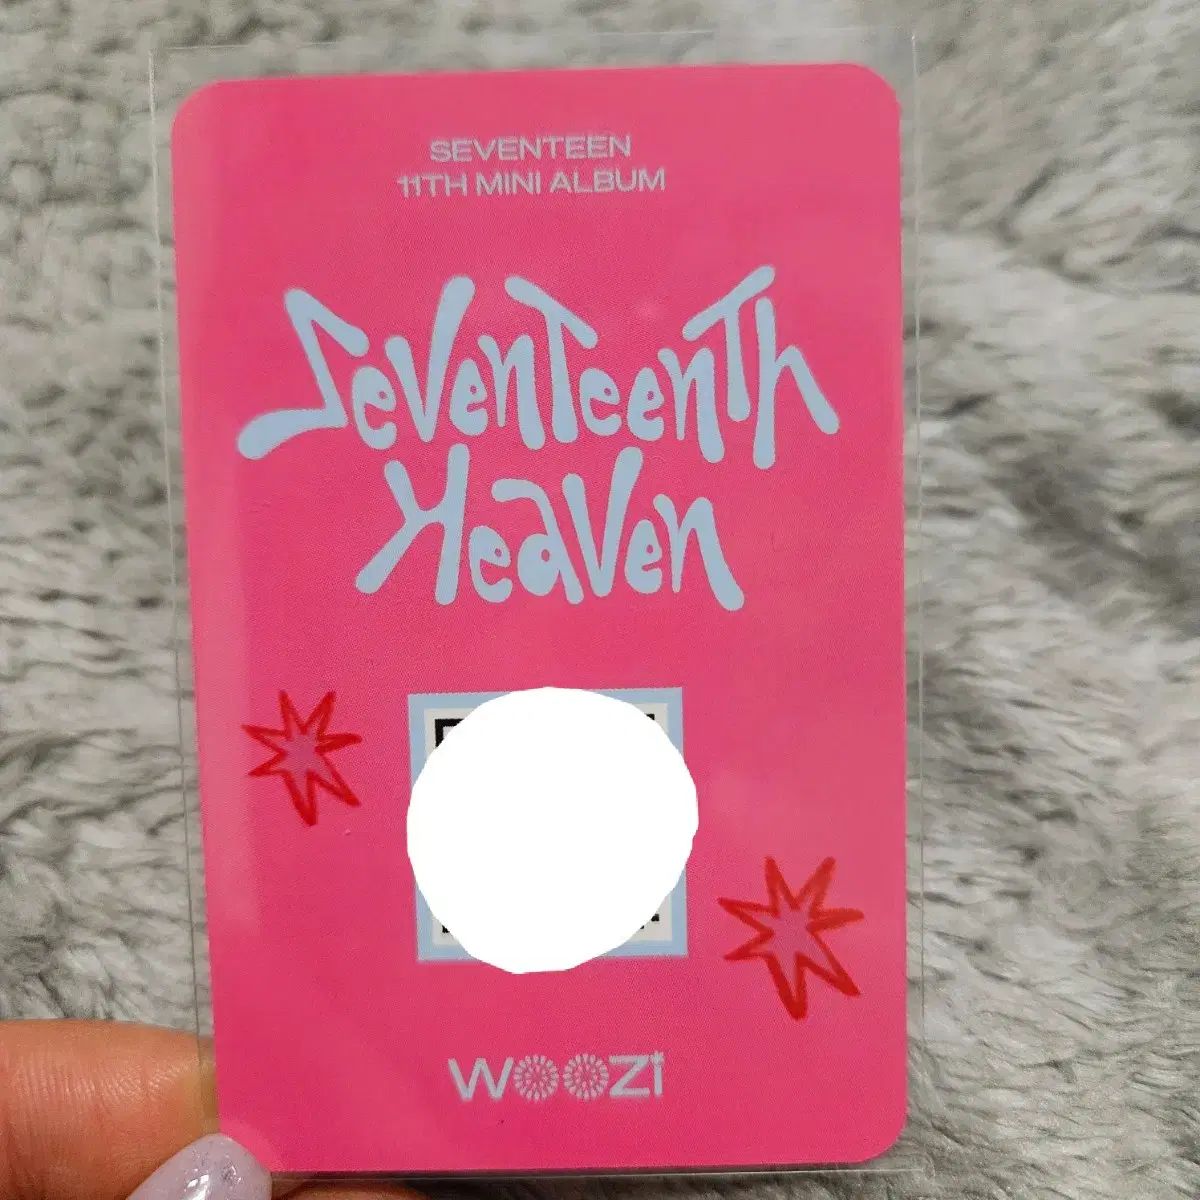 SEVENTEEN
11TH MINI ALBUM
SevenTeenTh
Heaven
WOOZi